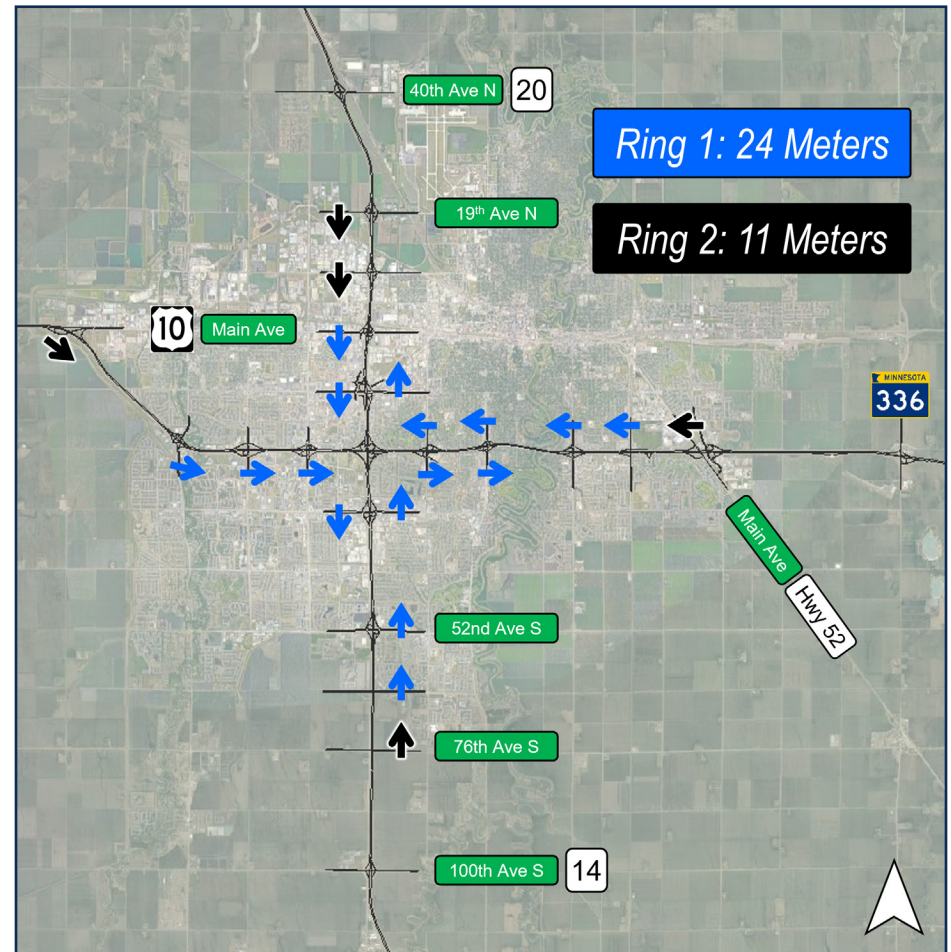 40th Ave N 20
Ring 1: 24 Meters
19th Ave N
Ring 2: 11 Meters
10 Main Ave
MINNESOTA
336
Main Ave
Hwy 52
52nd Ave S
76th Ave S
100th Ave S 14